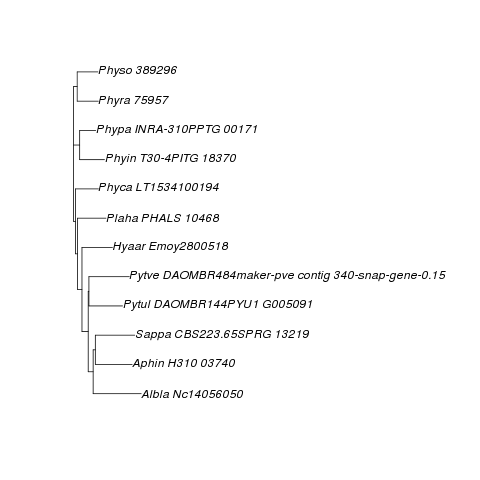 Physo 389296
Phyra 75957
Phypa INRA-310PPTG 00171
Phyin T30-4PITG 18370
Phyca LT1534100194
Plaha PHALS 10468
Hyaar Emoy2800518
Pytve DAOMBR484maker-pve contig 340-snap-gene-0.15
Pytul DAOMBR144PYU1 G005091
Sappa CBS223.65SPRG 13219
Aphin H310 03740
Albla Nc14056050